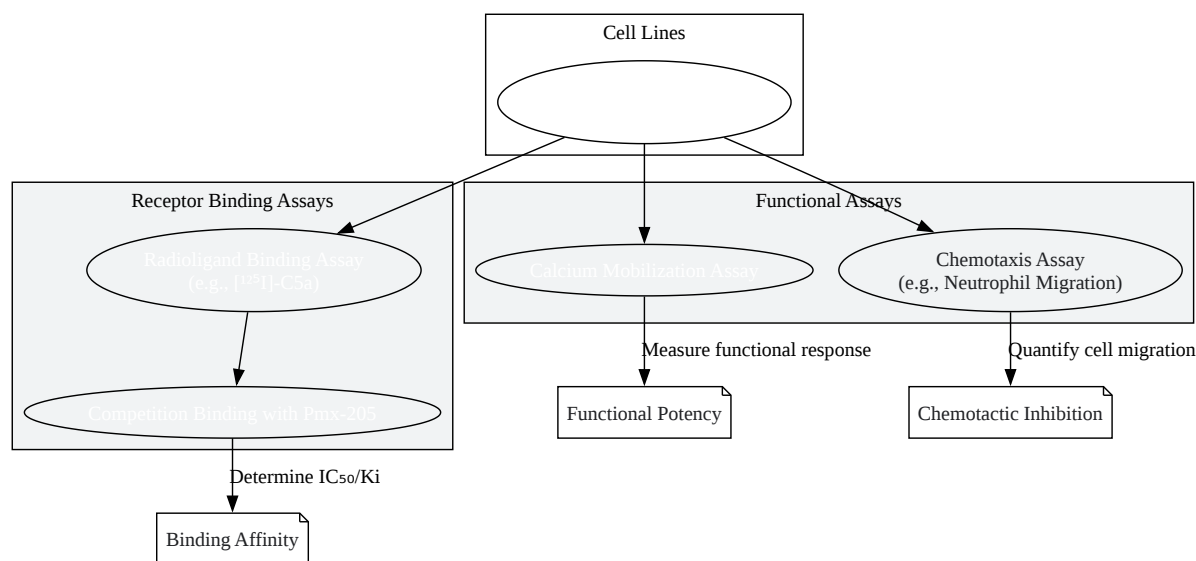 Cell Lines
Receptor Binding Assays
Functional Assays
Radioligand Binding Assay
(e.g., [¹²⁵I]-C5a)
Calcium Mobilization Assay
Chemotaxis Assay
(e.g., Neutrophil Migration)
Measure functional response
Quantify cell migration
Competition Binding with Pmx-205
Functional Potency
Chemotactic Inhibition
Determine IC₅₀/Ki
Binding Affinity